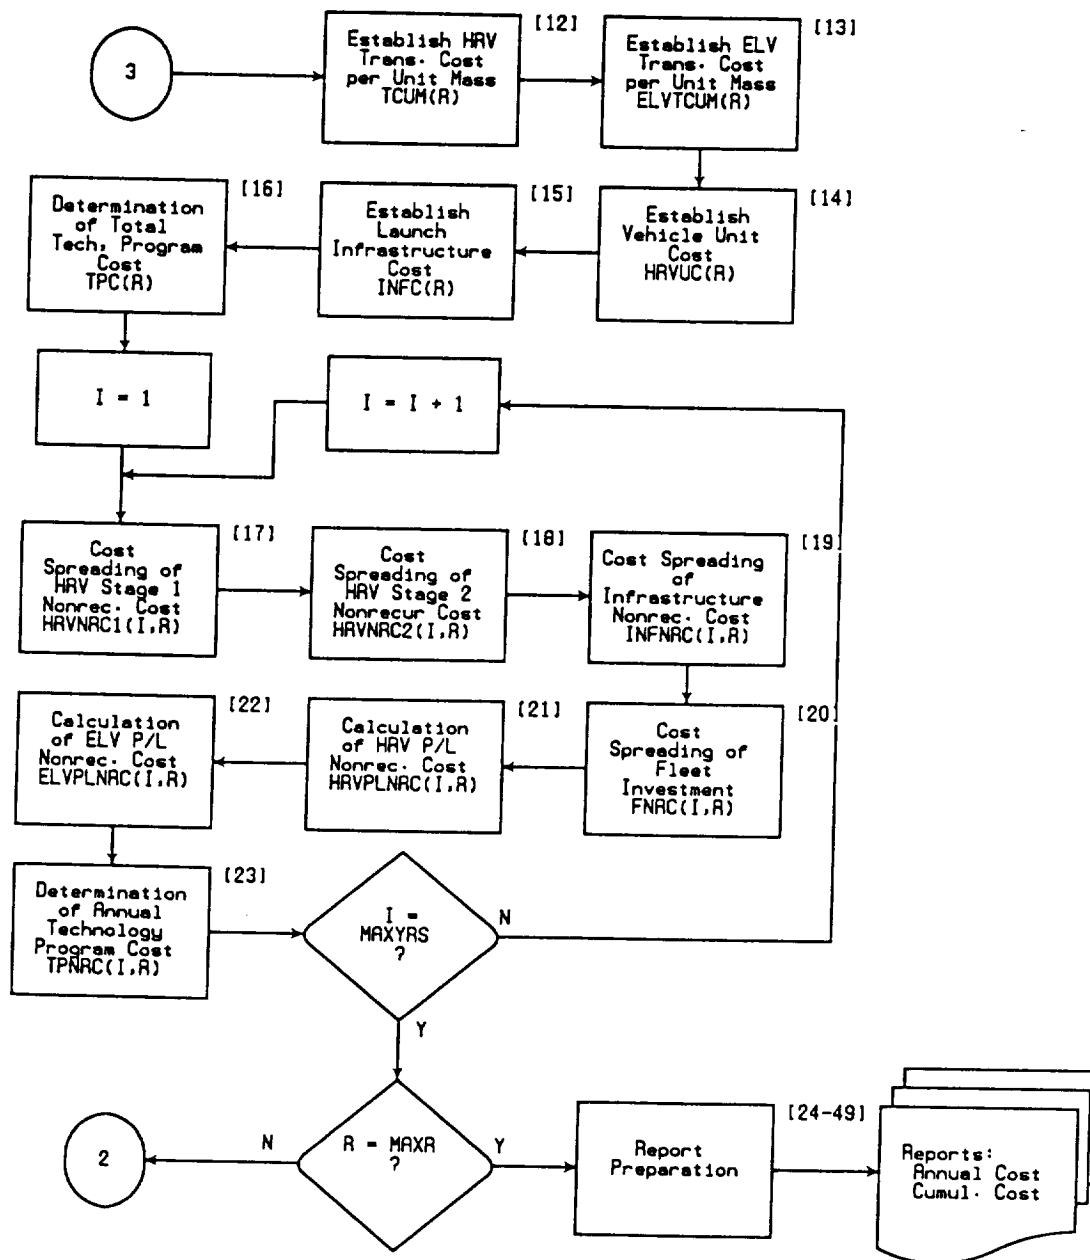 3
Establish HRV
Trans. Cost
per Unit Mass
TCUM(R)
[12]
Establish ELV
Trans. Cost
per Unit Mass
ELVTCUM(R)
[13]
Determination
of Total
Tech, Program
Cost
TPC(R)
[16]
Establish
Launch
Infrastructure
Cost
INFC(R)
[15]
Establish
Vehicle Unit
Cost
HRVUC(R)
[14]
I = 1
I = I + 1
Cost
Spreading of
HRV Stage 1
Nonrec. Cost
HRVNRC1(I,R)
[17]
Cost
Spreading of
HRV Stage 2
Nonrecur Cost
HRVNRC2(I,R)
[18]
Cost Spreading
of
Infrastructure
Nonrec. Cost
INFNRC(I,R)
[19]
Calculation
of ELV P/L
Nonrec. Cost
ELVPLNRC(I,R)
[22]
Calculation
of HRV P/L
Nonrec. Cost
HRVPLNRC(I,R)
[21]
Cost
Spreading of
Fleet
Investment
FNRC(I,R)
[20]
Determination
of Annual
Technology
Program Cost
TPNRC(I,R)
[23]
I =
MAXYRS
?
N
Y
2
N
R = MAXR
?
Y
Report
Preparation
[24-49]
Reports:
Annual Cost
Cumul. Cost